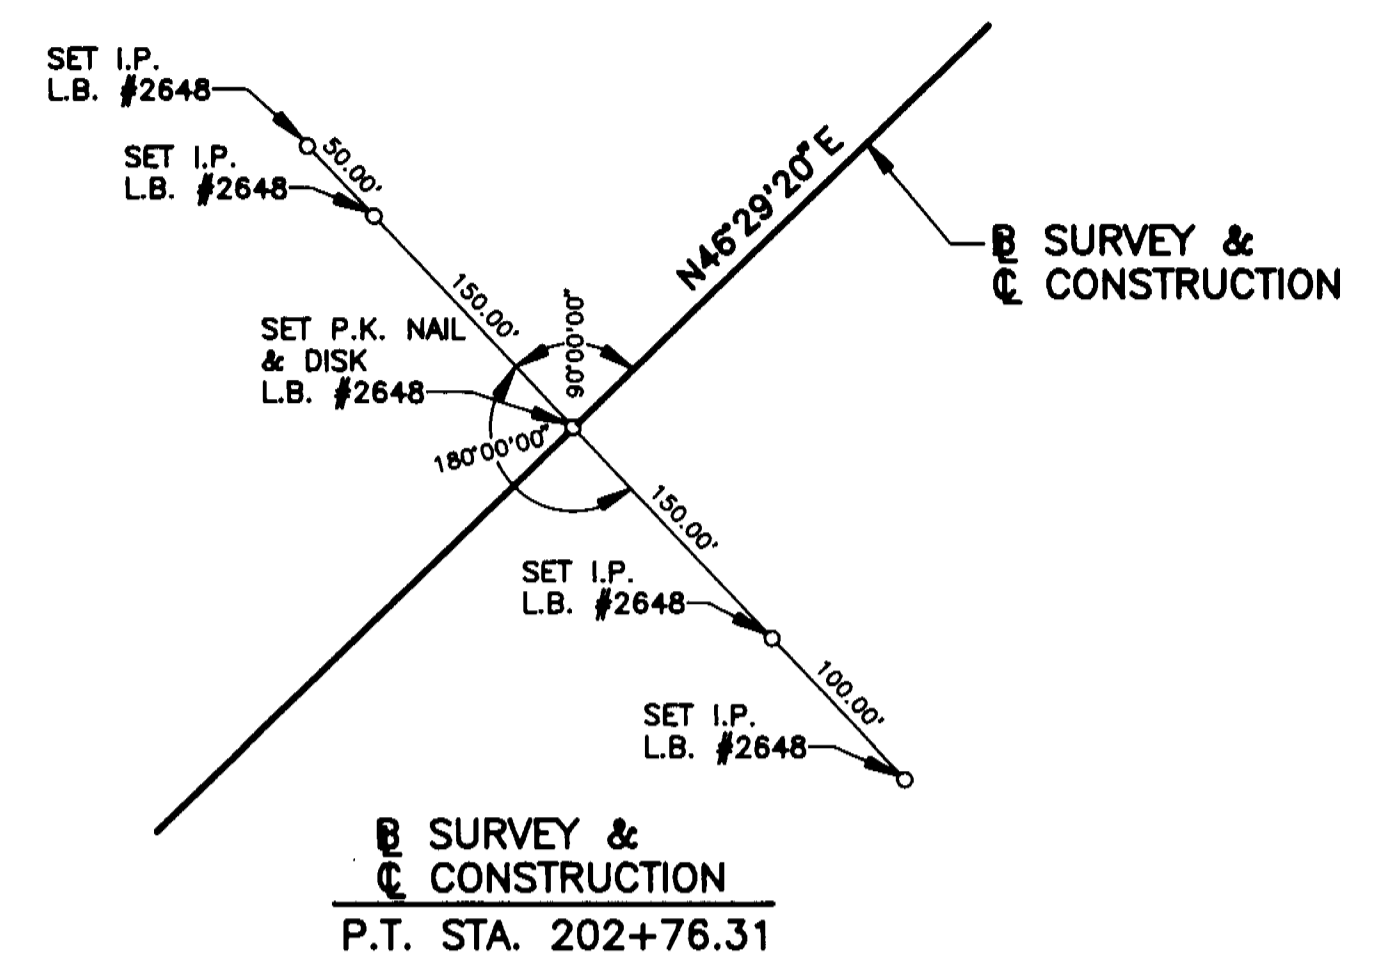 SET I.P.
L.B. #2648
50.00'
SET I.P.
L.B. #2648
N46°29'20"E
℄ SURVEY &
℄ CONSTRUCTION
150.00'
90°00'00"
SET P.K. NAIL
& DISK
L.B. #2648
180°00'00"
150.00'
SET I.P.
L.B. #2648
100.00'
SET I.P.
L.B. #2648
BL SURVEY &
℄ CONSTRUCTION
P.T. STA. 202+76.31